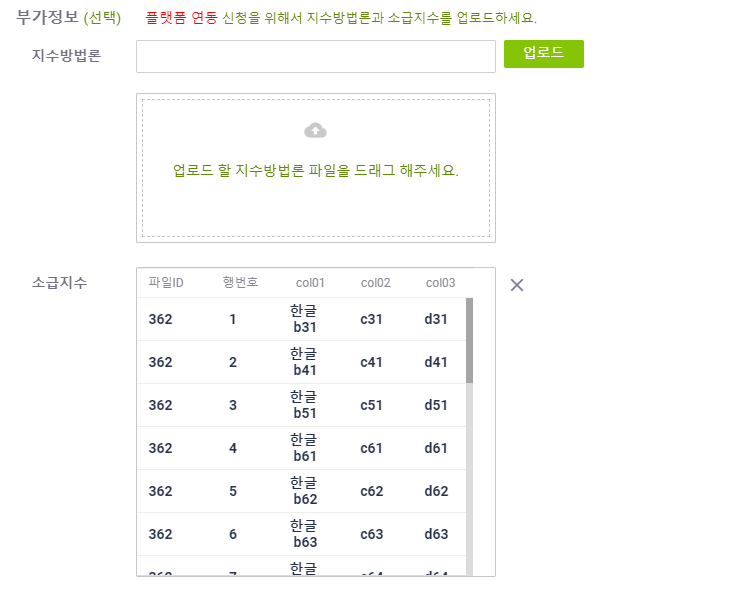 부가정보 (선택) 플랫폼 연동 신청을 위해서 지수방법론과 소급지수를 업로드하세요.
지수방법론 업로드
업로드 할 지수방법론 파일을 드래그 해주세요.
소급지수
파일ID 행번호 col01 col02 col03
362 1 한글 b31 c31 d31
362 2 한글 b41 c41 d41
362 3 한글 b51 c51 d51
362 4 한글 b61 c61 d61
362 5 한글 b62 c62 d62
362 6 한글 b63 c63 d63
362 7 한글 c64 d64